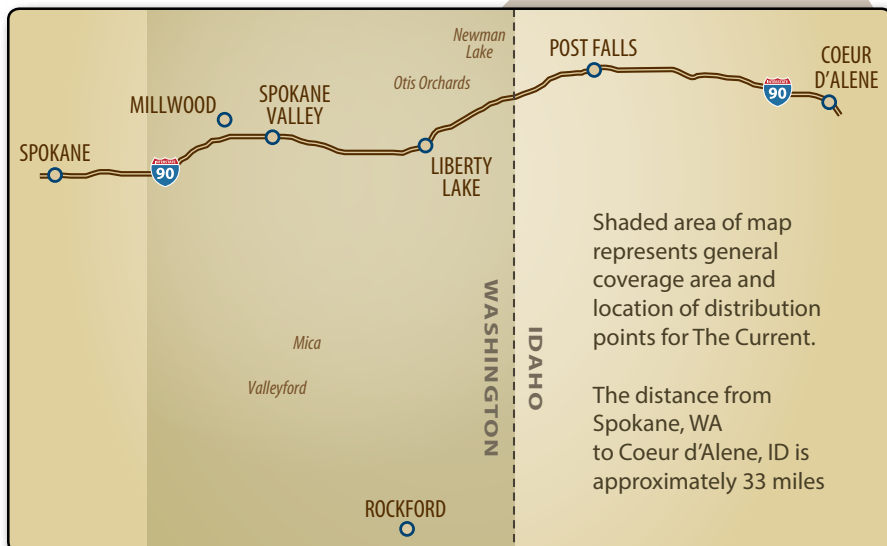 Newman
Lake
POST FALLS
COEUR
D'ALENE
Otis Orchards
90
MILLWOOD
SPOKANE
VALLEY
SPOKANE
90
LIBERTY
LAKE
Shaded area of map
represents general
coverage area and
location of distribution
points for The Current.
WASHINGTON
IDAHO
Mica
Valleyford
The distance from
Spokane, WA
to Coeur d'Alene, ID is
approximately 33 miles
ROCKFORD